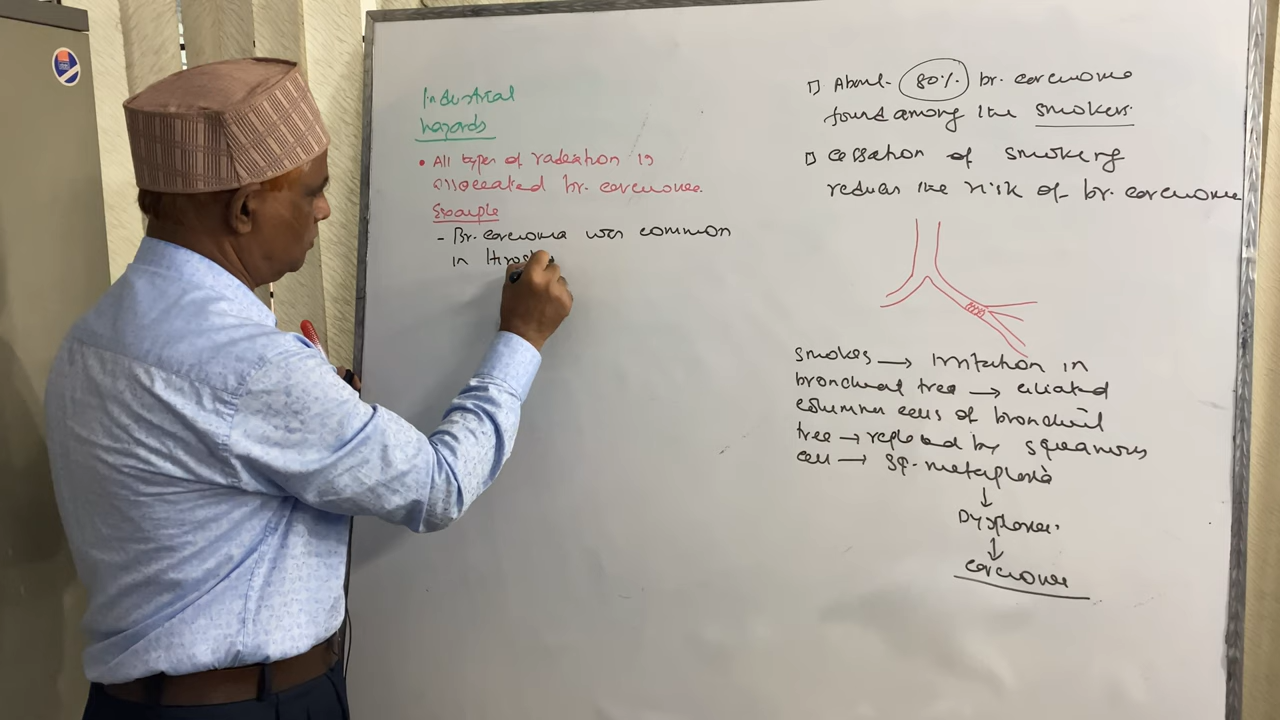 Industrial
hazards
• All types of radiation is
associated br. carcinoma.
Example
- Br. carcinoma was common
in Hirosh
□ About 80% br. carcinoma
found among the smokers.
□ Cessation of smoking
reduces the risk of br. carcinoma
smokes → irritation in
bronchial tree → ciliated
columnar cells of bronchial
tree → replaced by squamous
cell → sq. metaplasia
↓
Dysplasia.
↓
carcinoma